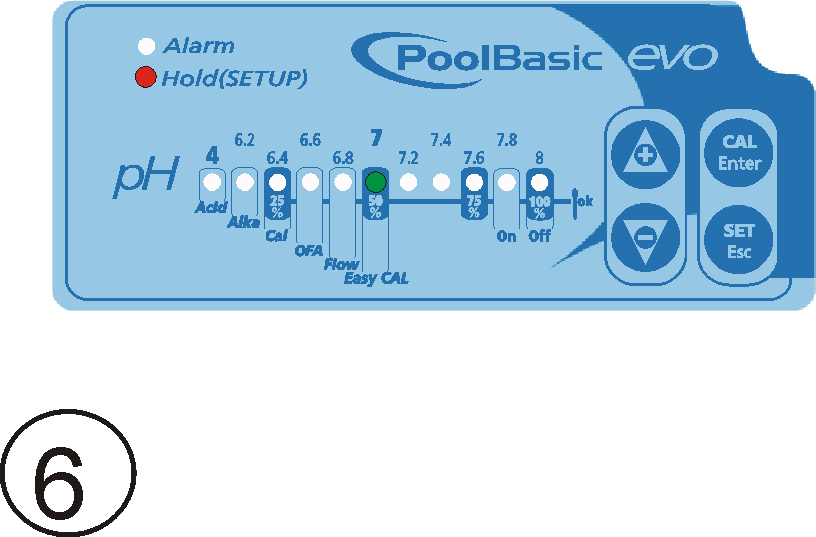 Alarm
PoolBasic evo
Hold(SETUP)
pH
4 6.2 6.4 6.6 6.8 7 7.2 7.4 7.6 7.8 8
25 % 50 % 75 % 100 %
ok
Acid Alka Cal OFA Flow Easy CAL On Off
+
CAL
Enter
-
SET
Esc
6